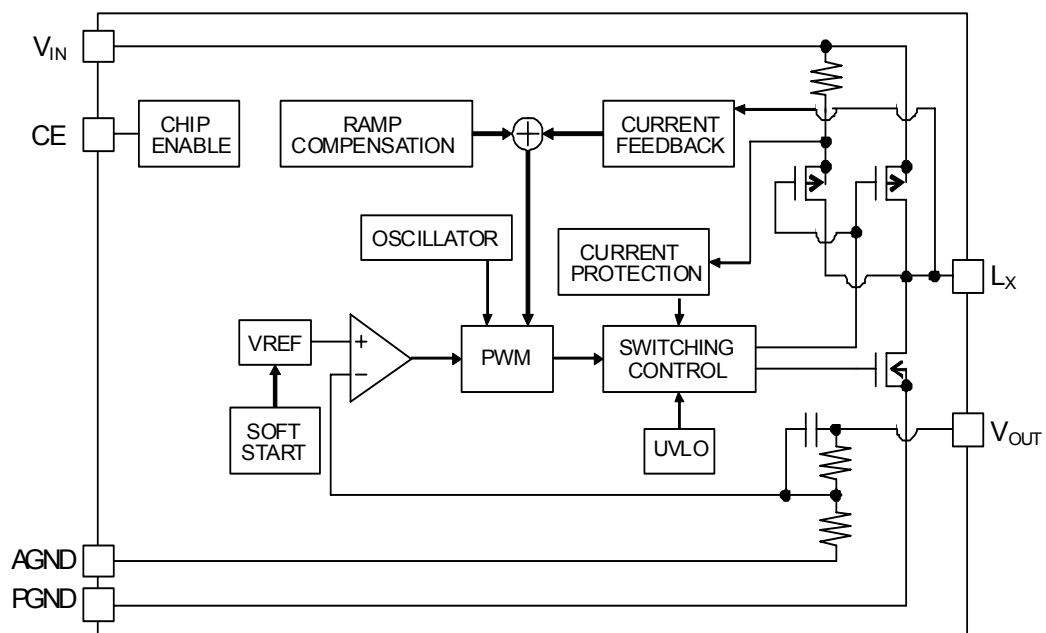 VIN
CE
CHIP
ENABLE
RAMP
COMPENSATION
CURRENT
FEEDBACK
OSCILLATOR
CURRENT
PROTECTION
LX
VREF
+
−
PWM
SWITCHING
CONTROL
SOFT
START
UVLO
VOUT
AGND
PGND